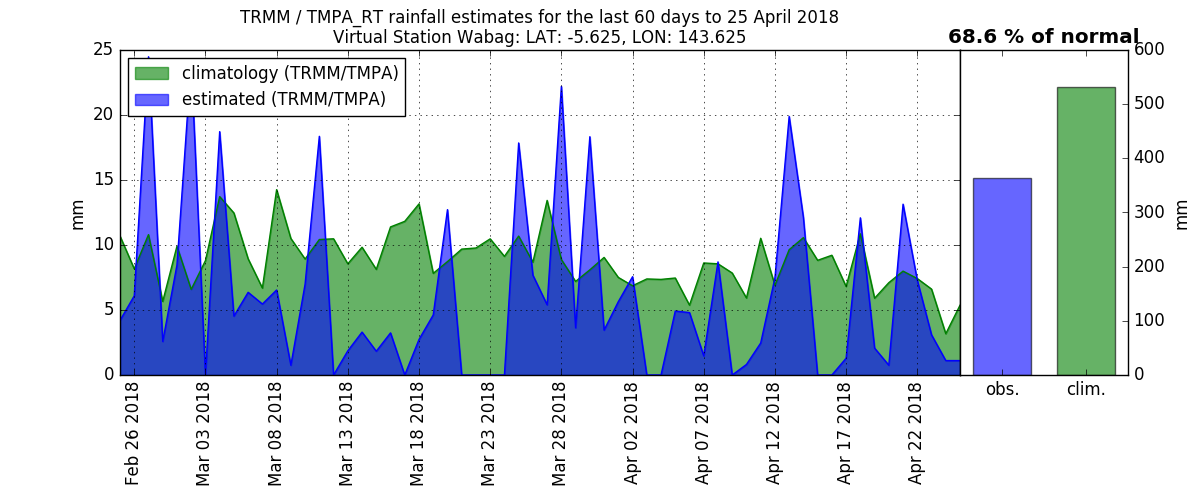 TRMM / TMPA_RT rainfall estimates for the last 60 days to 25 April 2018
Virtual Station Wabag: LAT: -5.625, LON: 143.625
68.6 % of normal
climatology (TRMM/TMPA)
estimated (TRMM/TMPA)
25
20
15
10
5
0
mm
Feb 26 2018
Mar 03 2018
Mar 08 2018
Mar 13 2018
Mar 18 2018
Mar 23 2018
Mar 28 2018
Apr 02 2018
Apr 07 2018
Apr 12 2018
Apr 17 2018
Apr 22 2018
600
500
400
300
200
100
0
mm
obs.
clim.